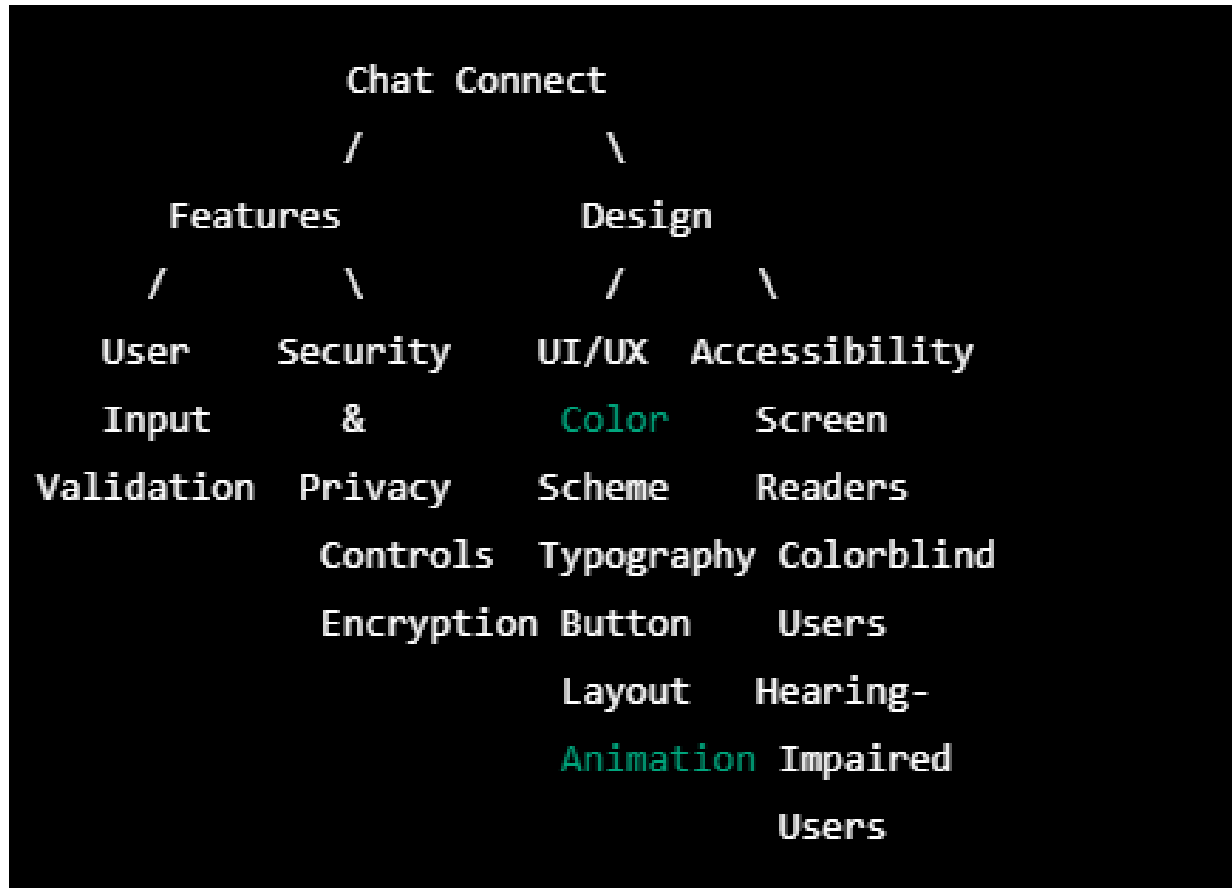 Chat Connect
/ \
Features Design
/ \ / \
User Security UI/UX Accessibility
Input & Color Screen
Validation Privacy Scheme Readers
Controls Typography Colorblind
Encryption Button Users
Layout Hearing-
Animation Impaired
Users